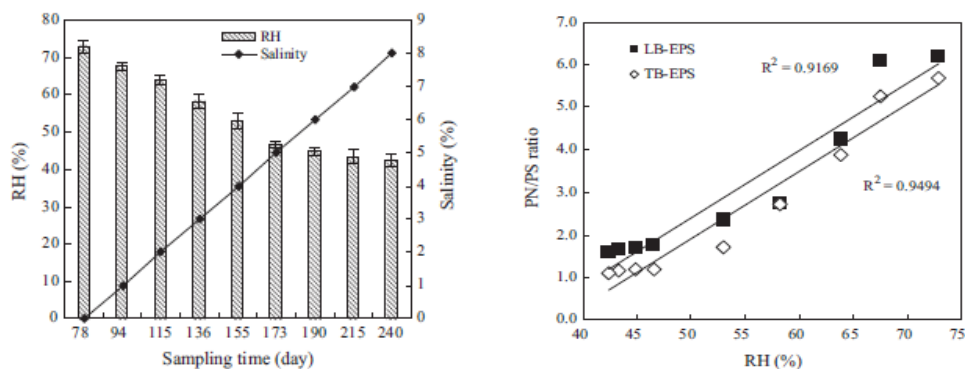 80
70
60
50
40
30
20
10
0
RH (%)
RH
Salinity
9
8
7
6
5
4
3
2
1
0
Salinity (%)
78 94 115 136 155 173 190 215 240
Sampling time (day)
7.0
6.0
5.0
4.0
3.0
2.0
1.0
0.0
PN/PS ratio
LB-EPS
TB-EPS
R² = 0.9169
R² = 0.9494
40 45 50 55 60 65 70 75
RH (%)